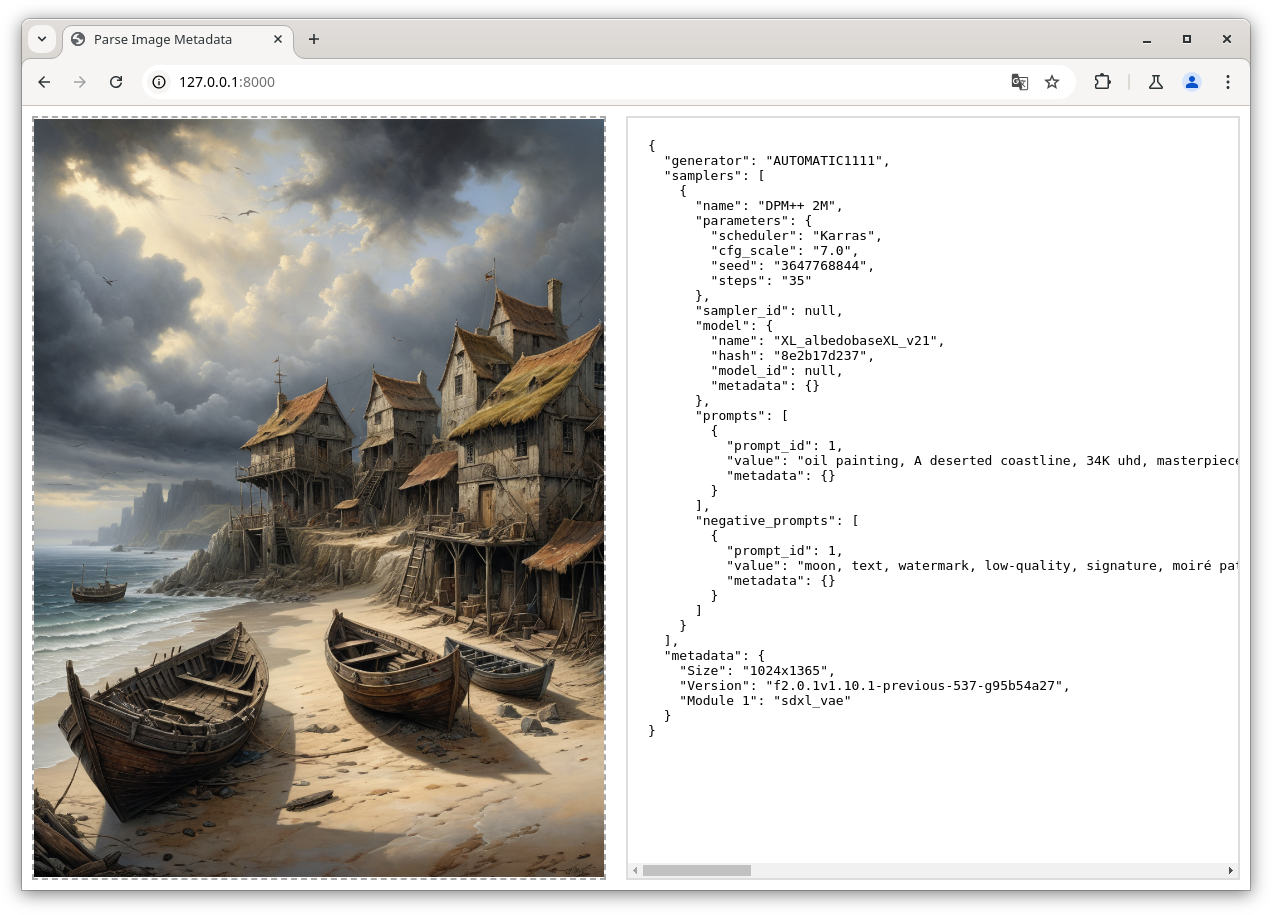 Parse Image Metadata
127.0.0.1:8000
{
  "generator": "AUTOMATIC1111",
  "samplers": [
    {
      "name": "DPM++ 2M",
      "parameters": {
        "scheduler": "Karras",
        "cfg_scale": "7.0",
        "seed": "3647768844",
        "steps": "35"
      },
      "sampler_id": null,
      "model": {
        "name": "XL_albedobaseXL_v21",
        "hash": "8e2b17d237",
        "model_id": null,
        "metadata": {}
      },
      "prompts": [
        {
          "prompt_id": 1,
          "value": "oil painting, A deserted coastline, 34K uhd, masterpiece
          "metadata": {}
        }
      ],
      "negative_prompts": [
        {
          "prompt_id": 1,
          "value": "moon, text, watermark, low-quality, signature, moiré pat
          "metadata": {}
        }
      ]
    }
  ],
  "metadata": {
    "Size": "1024x1365",
    "Version": "f2.0.1v1.10.1-previous-537-g95b54a27",
    "Module 1": "sdxl_vae"
  }
}